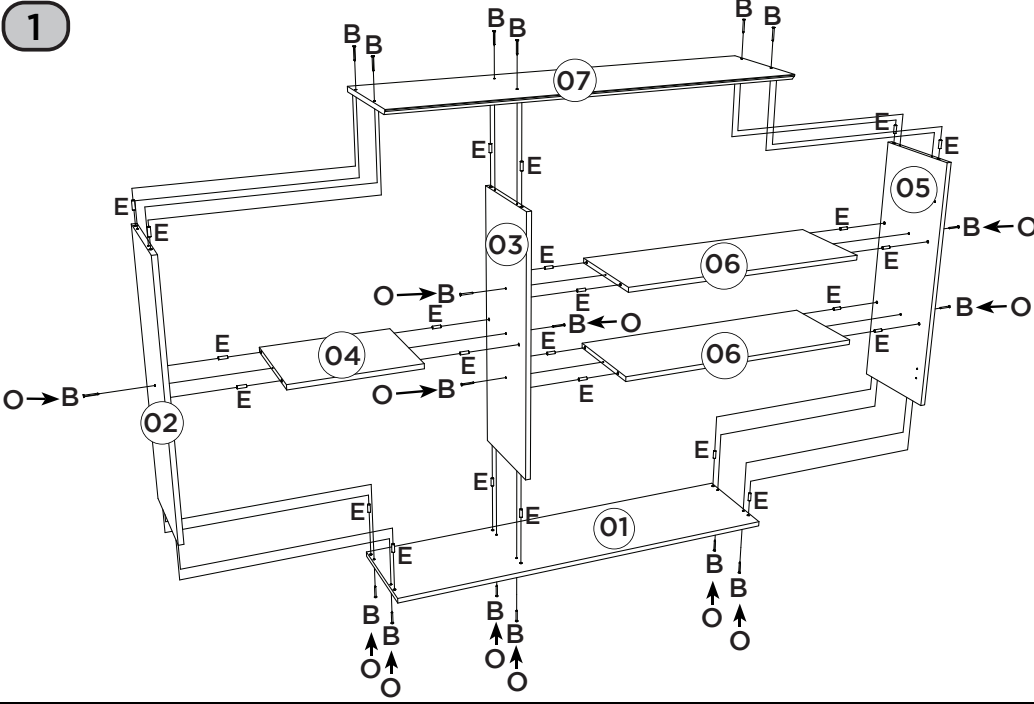 1
B B B B B B
07
E E
E E
05
E E
03
E E B ← O
06
E
O → B E E
E B ← O E B ← O
04 E 06 E
E O → B
O → B E E
02
E E
E E
E 01
E
B B
B B B B
O O
O O O O